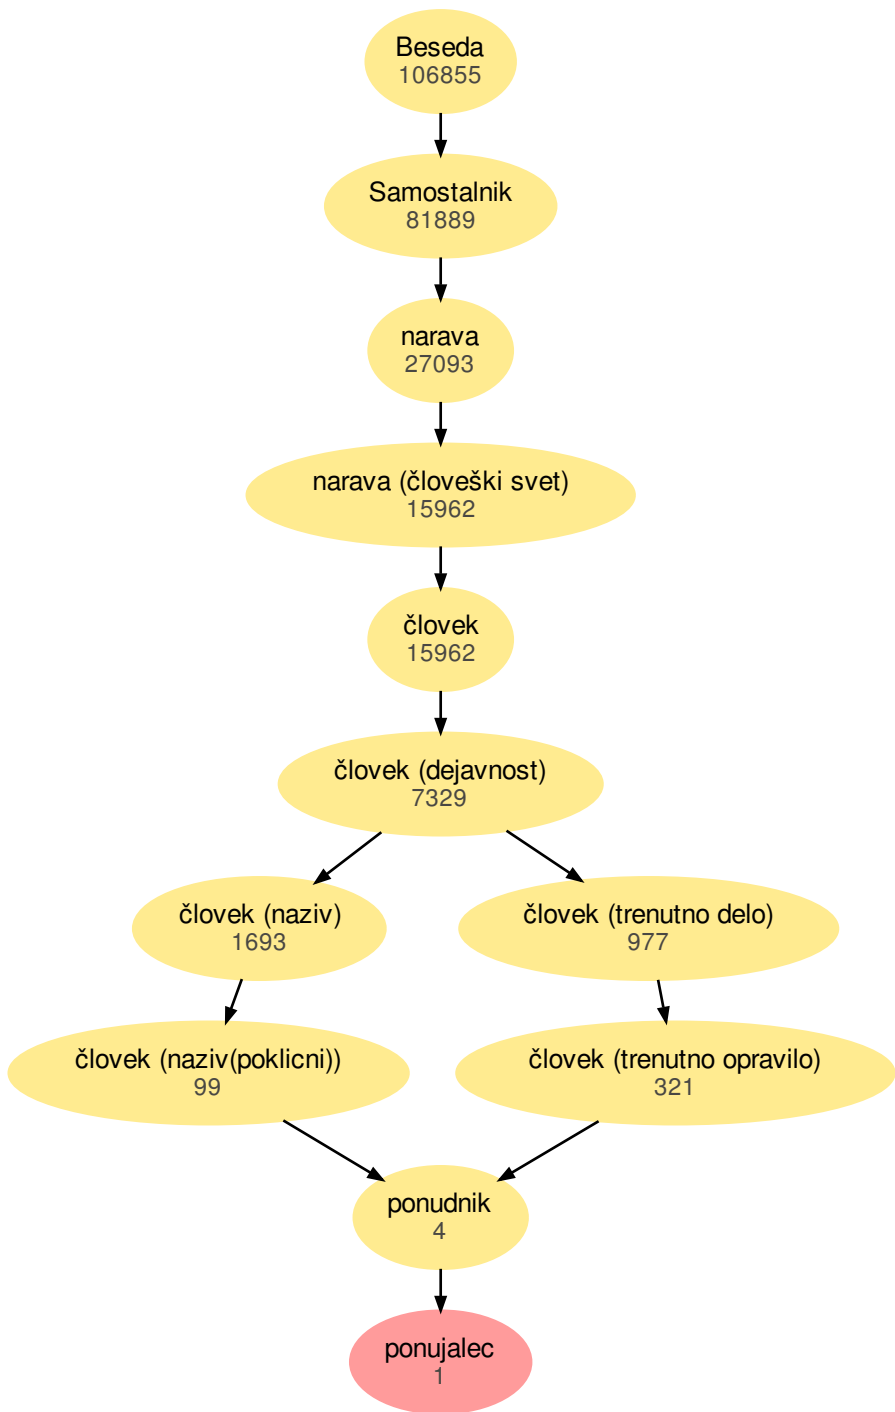 Beseda
106855
Samostalnik
81889
narava
27093
narava (človeški svet)
15962
človek
15962
človek (dejavnost)
7329
človek (naziv)
1693
človek (trenutno delo)
977
človek (naziv(poklicni))
99
človek (trenutno opravilo)
321
ponudnik
4
ponujalec
1